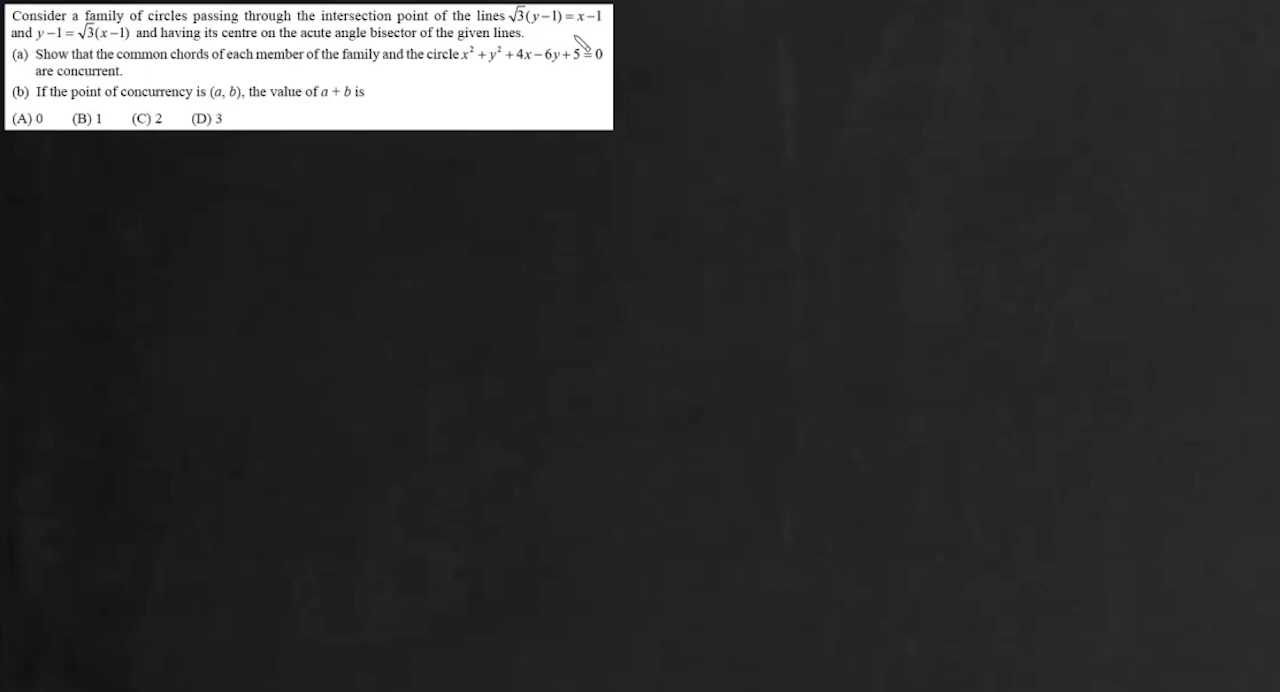 Consider a family of circles passing through the intersection point of the lines √3(y−1)=x−1
and y−1=√3(x−1) and having its centre on the acute angle bisector of the given lines.
(a) Show that the common chords of each member of the family and the circle x² + y² + 4x − 6y + 5 = 0
are concurrent.
(b) If the point of concurrency is (a, b), the value of a + b is
(A) 0 (B) 1 (C) 2 (D) 3